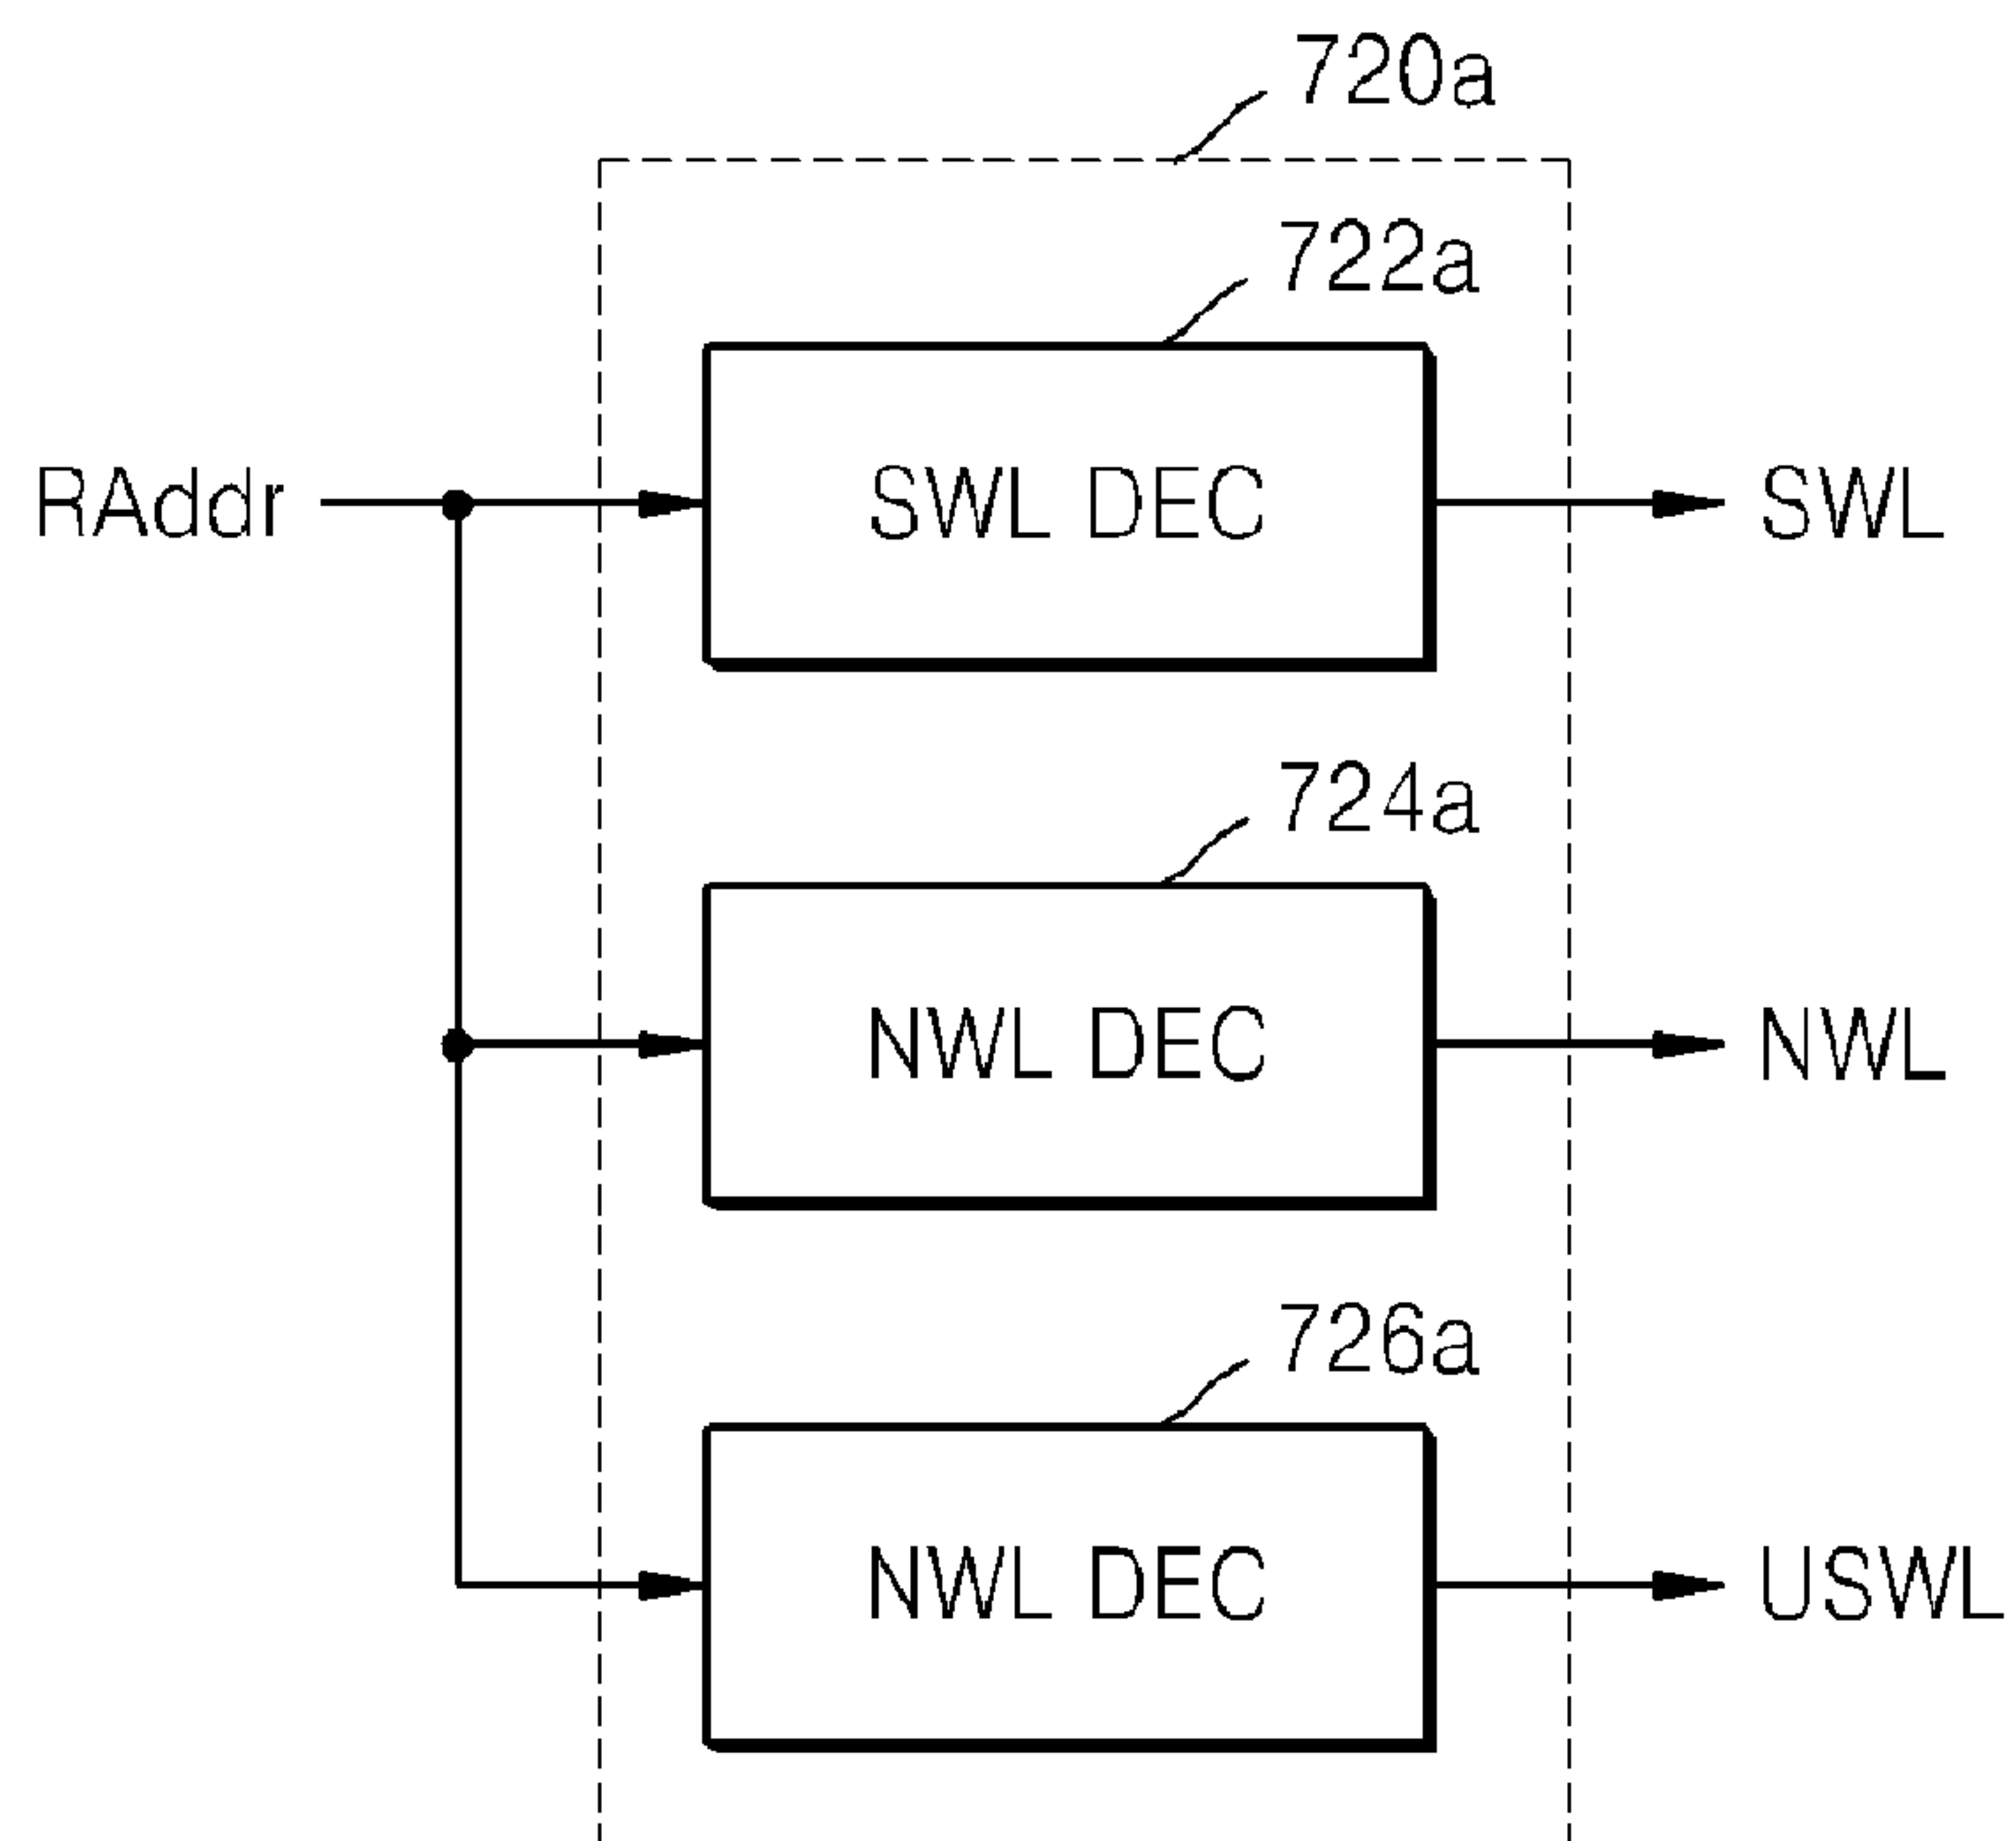 720a
722a
RAddr SWL DEC SWL
724a
NWL DEC NWL
726a
NWL DEC USWL